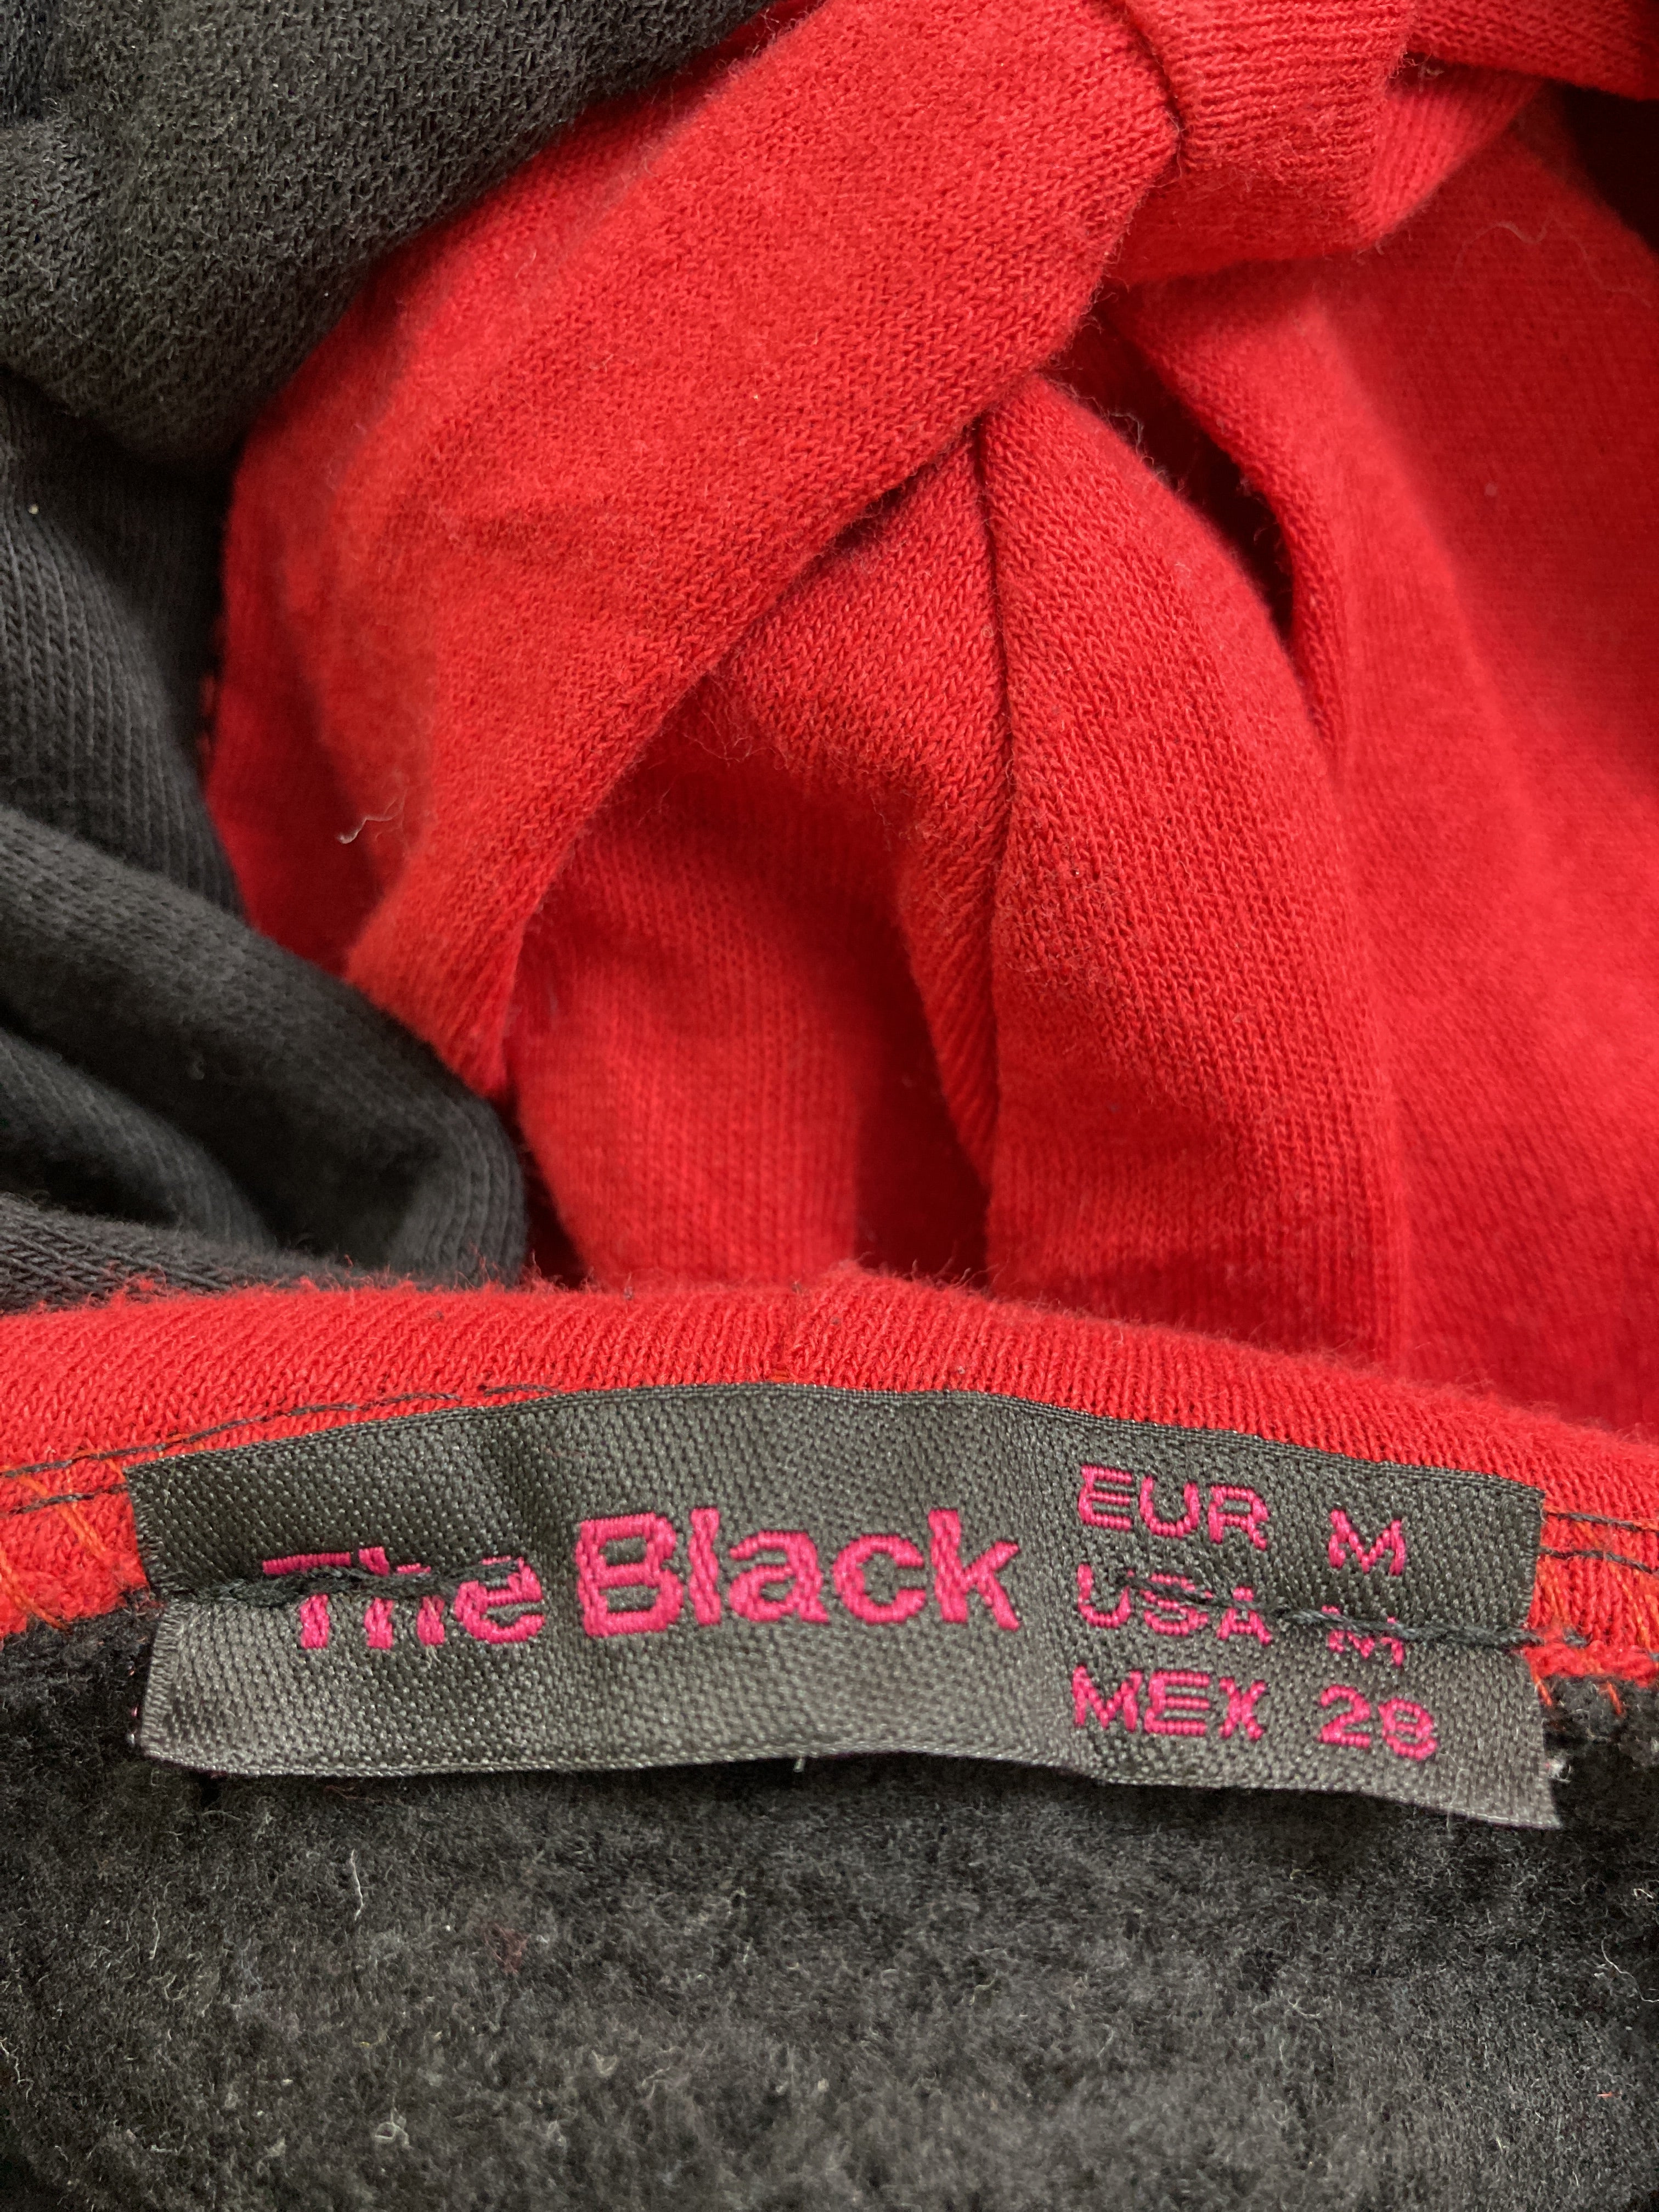 The Black
EUR M
USA M
MEX 28